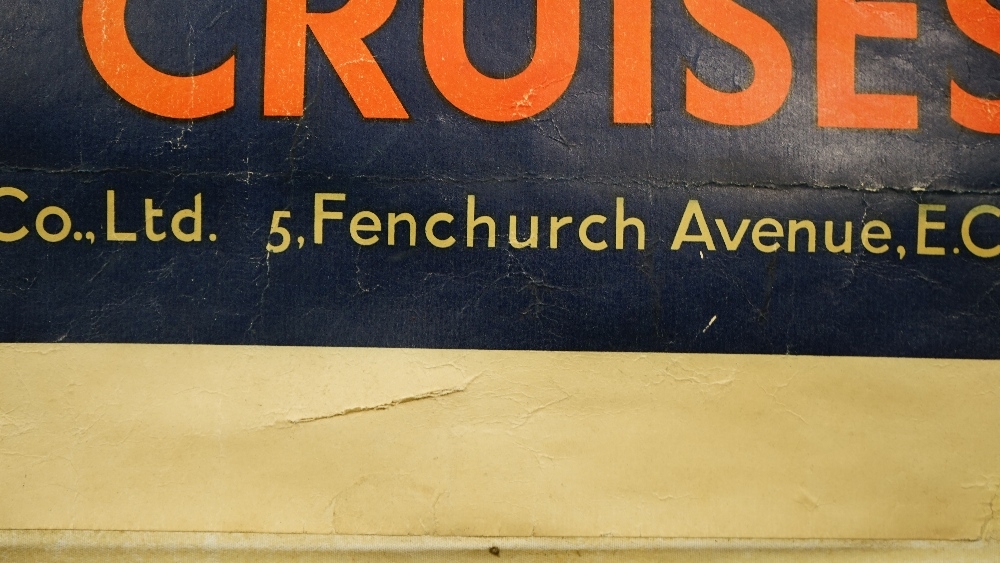 CRUISES
Co., Ltd. 5, Fenchurch Avenue, E.C